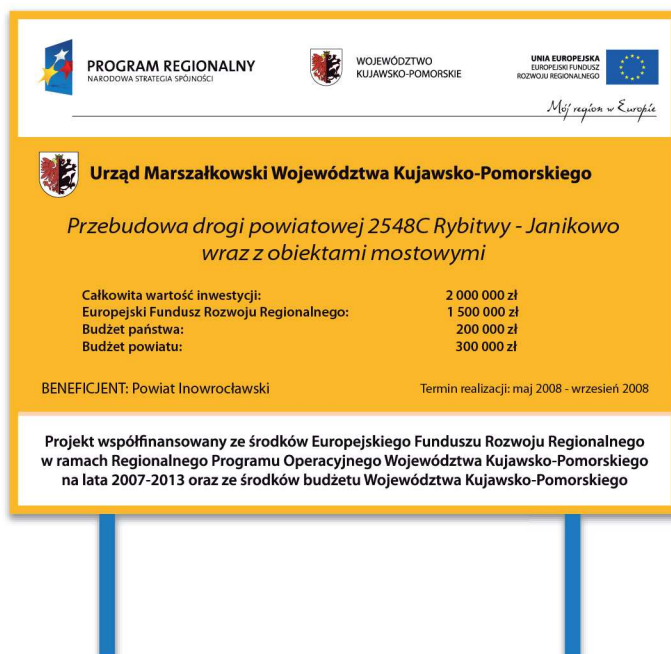 PROGRAM REGIONALNY
NARODOWA STRATEGIA SPÓJNOŚCI
WOJEWÓDZTWO
KUJAWSKO-POMORSKIE
UNIA EUROPEJSKA
EUROPEJSKI FUNDUSZ
ROZWOJU REGIONALNEGO
Mój region w Europie
Urząd Marszałkowski Województwa Kujawsko-Pomorskiego
Przebudowa drogi powiatowej 2548C Rybitwy - Janikowo
wraz z obiektami mostowymi
Całkowita wartość inwestycji: 2 000 000 zł
Europejski Fundusz Rozwoju Regionalnego: 1 500 000 zł
Budżet państwa: 200 000 zł
Budżet powiatu: 300 000 zł
BENEFICJENT: Powiat Inowrocławski Termin realizacji: maj 2008 - wrzesień 2008
Projekt współfinansowany ze środków Europejskiego Funduszu Rozwoju Regionalnego
w ramach Regionalnego Programu Operacyjnego Województwa Kujawsko-Pomorskiego
na lata 2007-2013 oraz ze środków budżetu Województwa Kujawsko-Pomorskiego